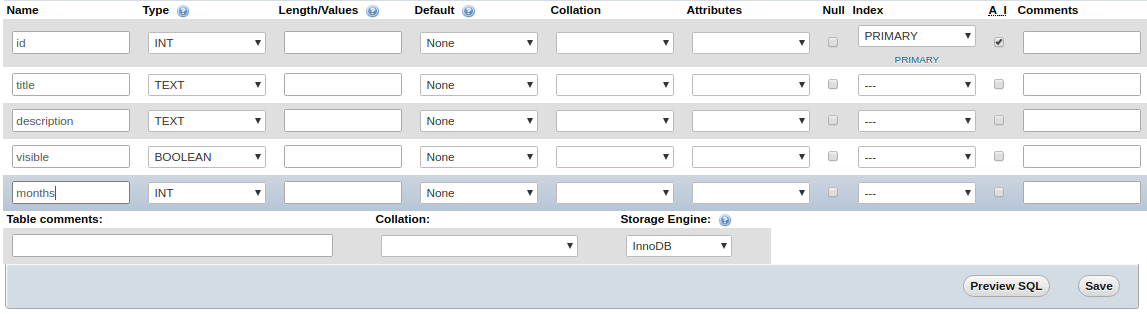 Name Type Length/Values Default Collation Attributes Null Index A_I Comments
id INT None PRIMARY
PRIMARY
title TEXT None ---
description TEXT None ---
visible BOOLEAN None ---
months INT None ---
Table comments: Collation: Storage Engine:
InnoDB
Preview SQL Save